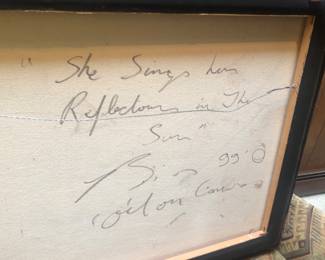 "She Sings her
Reflections in The
Sun"
99 ©
"oil on Canvas